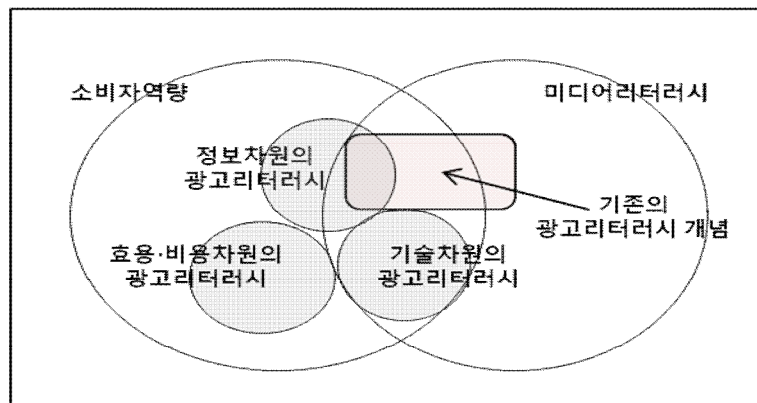 소비자역량
미디어리터러시
정보차원의
광고리터러시
기존의
광고리터러시 개념
효용·비용차원의
광고리터러시
기술차원의
광고리터러시